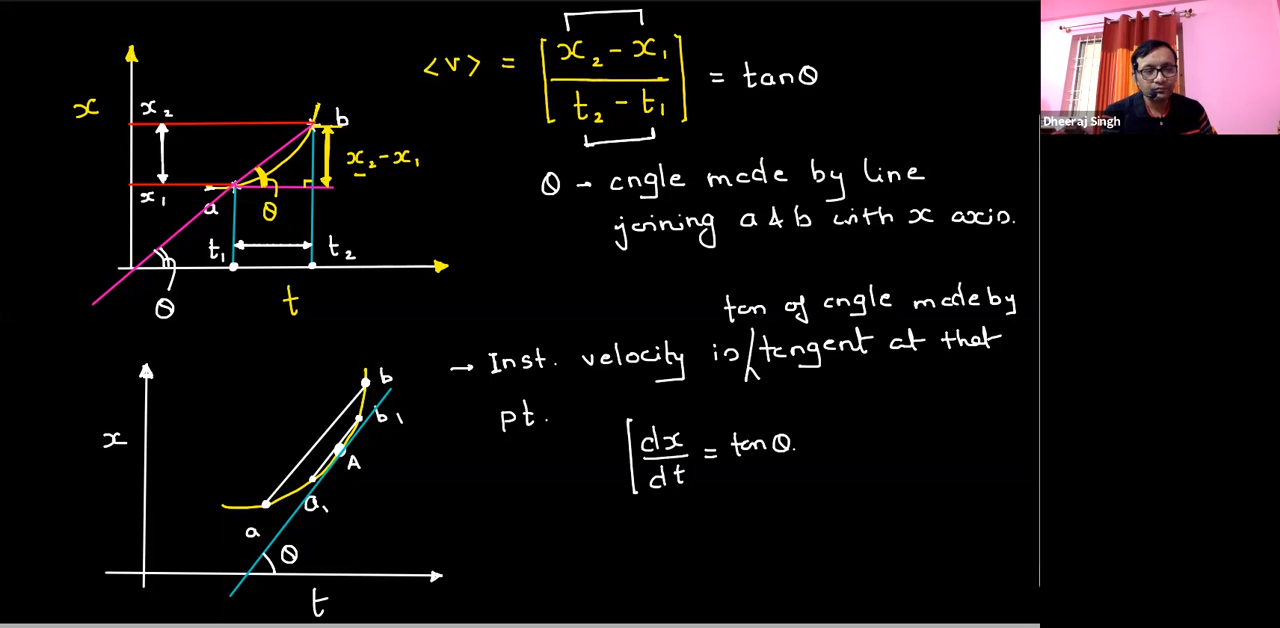 <v> = [x₂ - x₁ / t₂ - t₁] = tanθ
x
x₂
b
x₂-x₁
x₁
a
θ
t₁
t₂
θ
t
θ - angle made by line
joining a & b with x axis.
tan of angle made by
→ Inst. velocity is / tangent at that
pt.
dx/dt = tanθ.
x
b
b₁
A
a₁
a
θ
t
Dheeraj Singh